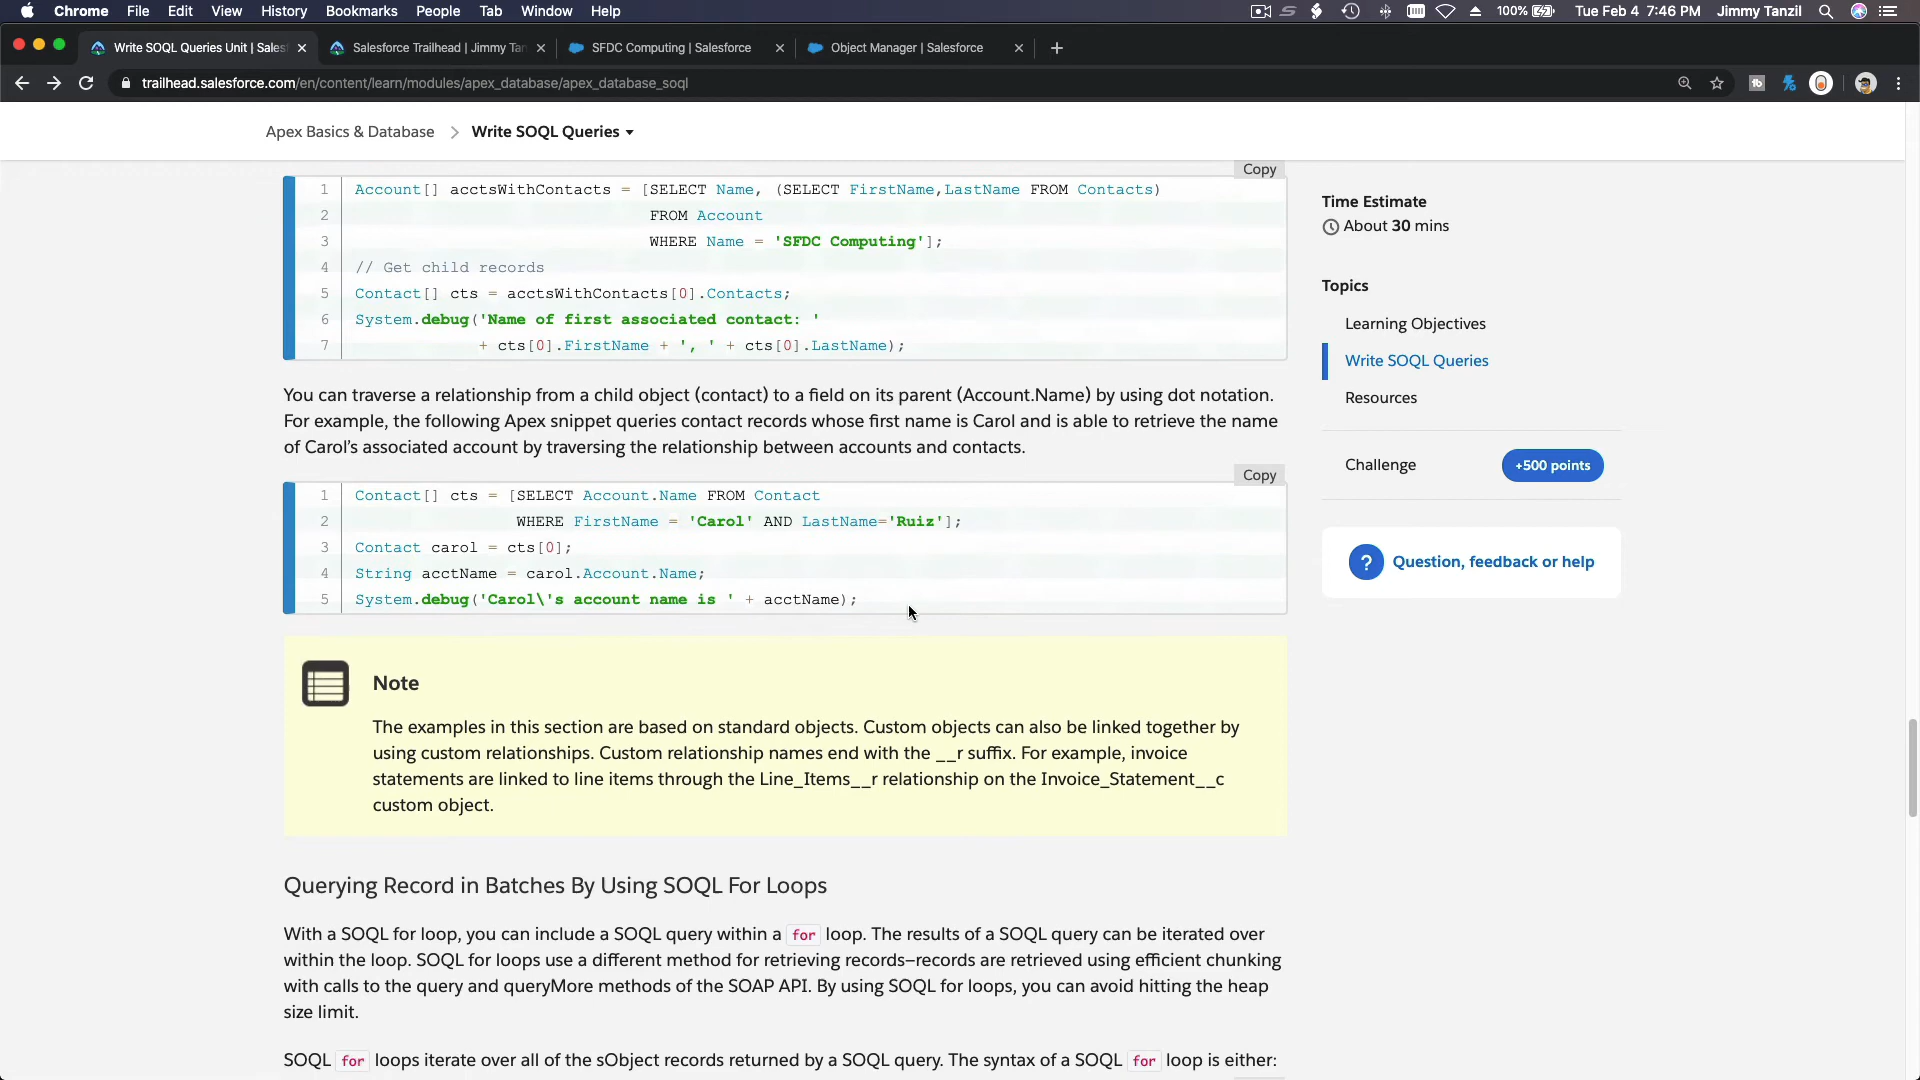 Chrome File Edit View History Bookmarks People Tab Window Help 100% Tue Feb 4 7:46 PM Jimmy Tanzil
Write SOQL Queries Unit | Sales Salesforce Trailhead | Jimmy Tan SFDC Computing | Salesforce Object Manager | Salesforce
trailhead.salesforce.com/en/content/learn/modules/apex_database/apex_database_soql
Apex Basics & Database > Write SOQL Queries
Copy
1 Account[] acctsWithContacts = [SELECT Name, (SELECT FirstName,LastName FROM Contacts)
2 FROM Account
3 WHERE Name = 'SFDC Computing'];
4 // Get child records
5 Contact[] cts = acctsWithContacts[0].Contacts;
6 System.debug('Name of first associated contact: '
7 + cts[0].FirstName + ', ' + cts[0].LastName);
You can traverse a relationship from a child object (contact) to a field on its parent (Account.Name) by using dot notation.
For example, the following Apex snippet queries contact records whose first name is Carol and is able to retrieve the name
of Carol's associated account by traversing the relationship between accounts and contacts.
Copy
1 Contact[] cts = [SELECT Account.Name FROM Contact
2 WHERE FirstName = 'Carol' AND LastName='Ruiz'];
3 Contact carol = cts[0];
4 String acctName = carol.Account.Name;
5 System.debug('Carol\'s account name is ' + acctName);
Note
The examples in this section are based on standard objects. Custom objects can also be linked together by
using custom relationships. Custom relationship names end with the __r suffix. For example, invoice
statements are linked to line items through the Line_Items__r relationship on the Invoice_Statement__c
custom object.
Querying Record in Batches By Using SOQL For Loops
With a SOQL for loop, you can include a SOQL query within a for loop. The results of a SOQL query can be iterated over
within the loop. SOQL for loops use a different method for retrieving records—records are retrieved using efficient chunking
with calls to the query and queryMore methods of the SOAP API. By using SOQL for loops, you can avoid hitting the heap
size limit.
SOQL for loops iterate over all of the sObject records returned by a SOQL query. The syntax of a SOQL for loop is either:
Time Estimate
About 30 mins
Topics
Learning Objectives
Write SOQL Queries
Resources
Challenge +500 points
? Question, feedback or help